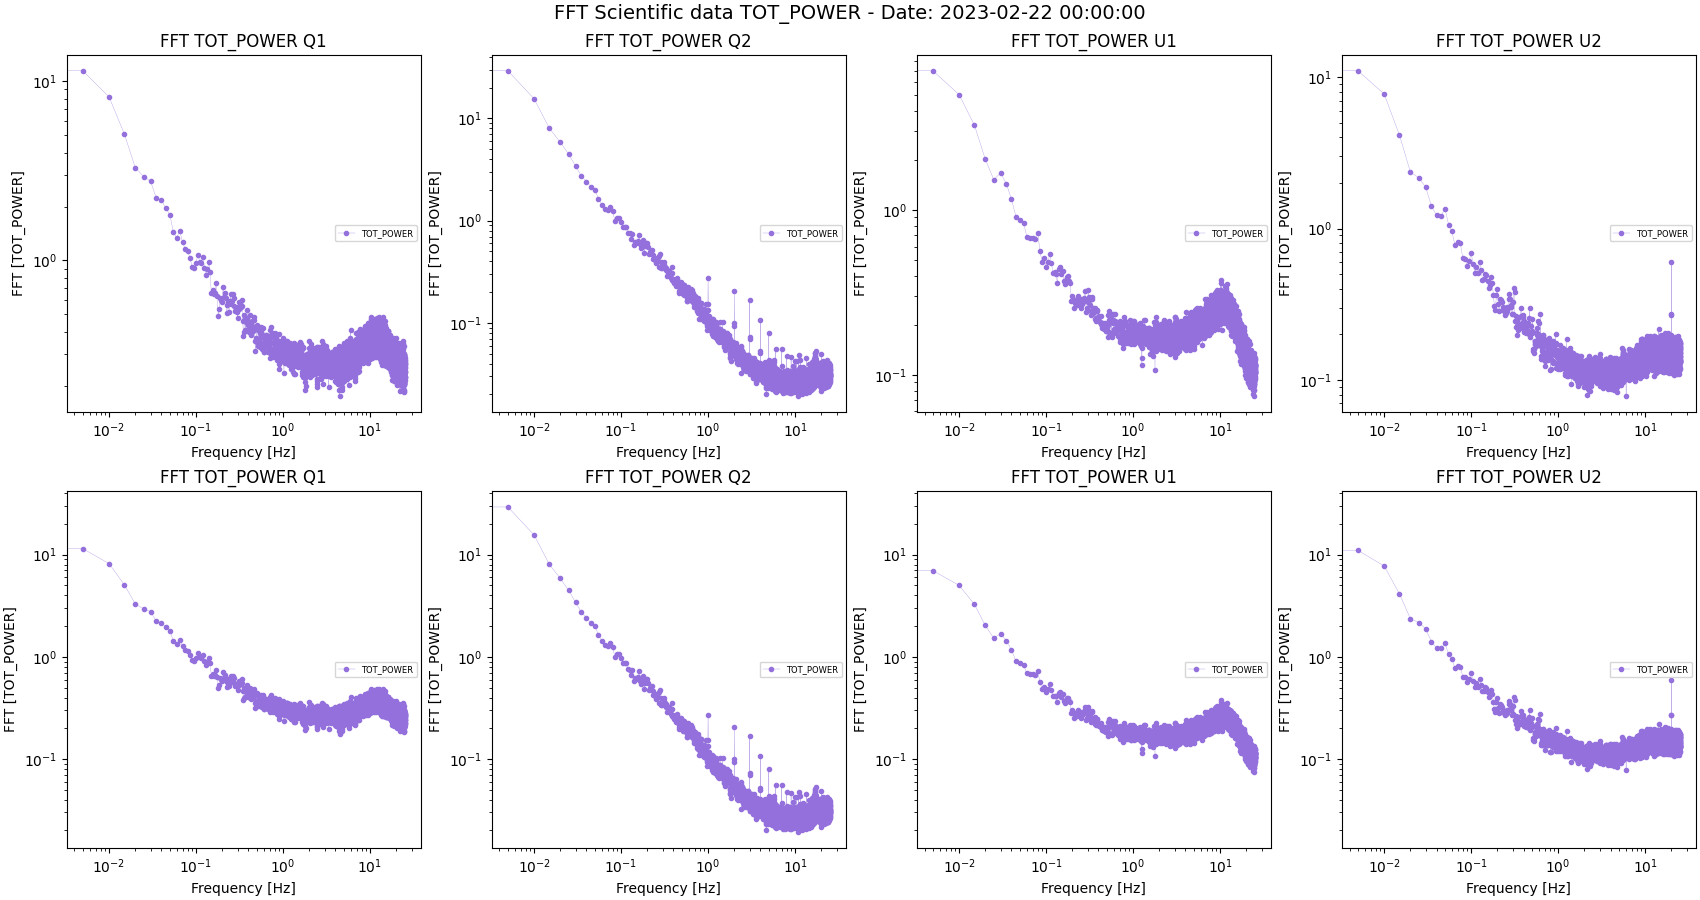 FFT Scientific data TOT_POWER - Date: 2023-02-22 00:00:00
FFT TOT_POWER Q1
FFT [TOT_POWER]
10^1
10^0
TOT_POWER
10^-2 10^-1 10^0 10^1
Frequency [Hz]
FFT TOT_POWER Q2
FFT [TOT_POWER]
10^1
10^0
10^-1
TOT_POWER
10^-2 10^-1 10^0 10^1
Frequency [Hz]
FFT TOT_POWER U1
FFT [TOT_POWER]
10^0
10^-1
TOT_POWER
10^-2 10^-1 10^0 10^1
Frequency [Hz]
FFT TOT_POWER U2
FFT [TOT_POWER]
10^1
10^0
10^-1
TOT_POWER
10^-2 10^-1 10^0 10^1
Frequency [Hz]
FFT TOT_POWER Q1
FFT [TOT_POWER]
10^1
10^0
10^-1
TOT_POWER
10^-2 10^-1 10^0 10^1
Frequency [Hz]
FFT TOT_POWER Q2
FFT [TOT_POWER]
10^1
10^0
10^-1
TOT_POWER
10^-2 10^-1 10^0 10^1
Frequency [Hz]
FFT TOT_POWER U1
FFT [TOT_POWER]
10^1
10^0
10^-1
TOT_POWER
10^-2 10^-1 10^0 10^1
Frequency [Hz]
FFT TOT_POWER U2
FFT [TOT_POWER]
10^1
10^0
10^-1
TOT_POWER
10^-2 10^-1 10^0 10^1
Frequency [Hz]